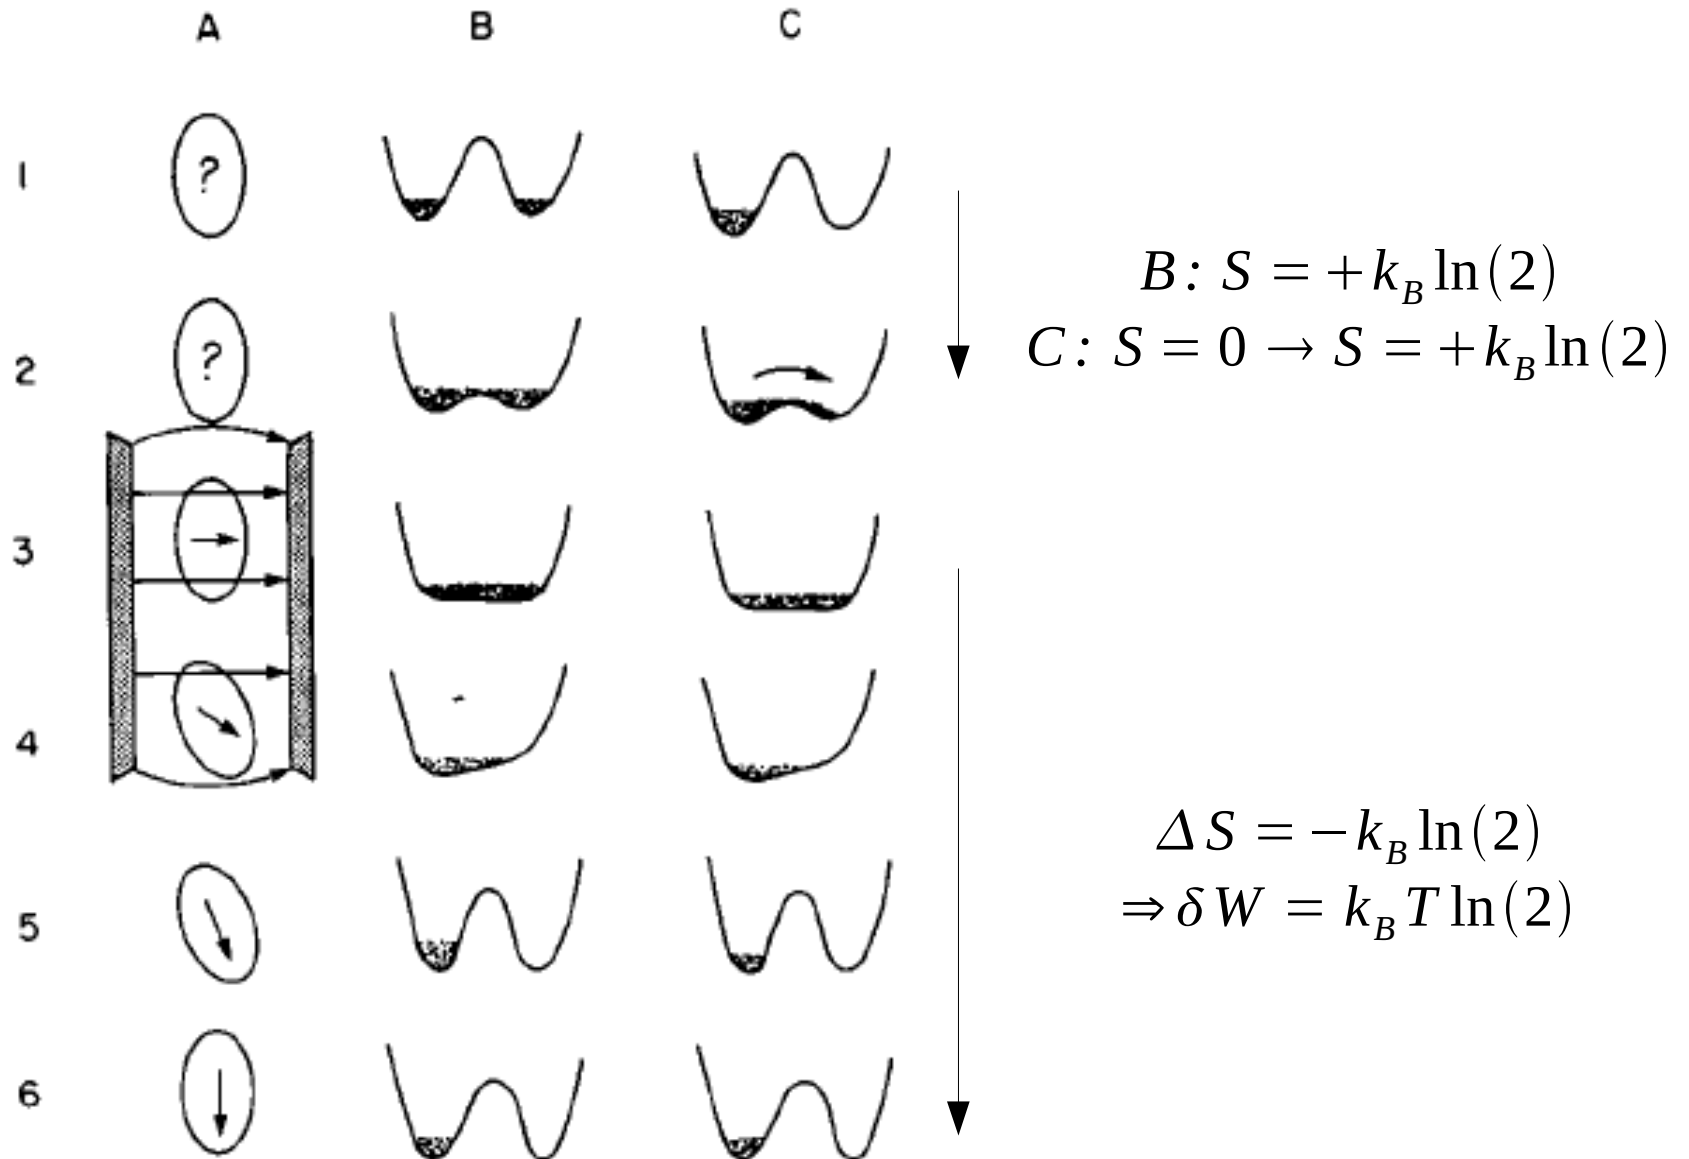 A B C
1 ?
B: S = +k_B ln(2)
C: S = 0 → S = +k_B ln(2)
2 ?
3
4
ΔS = −k_B ln(2)
⇒ δW = k_B T ln(2)
5
6